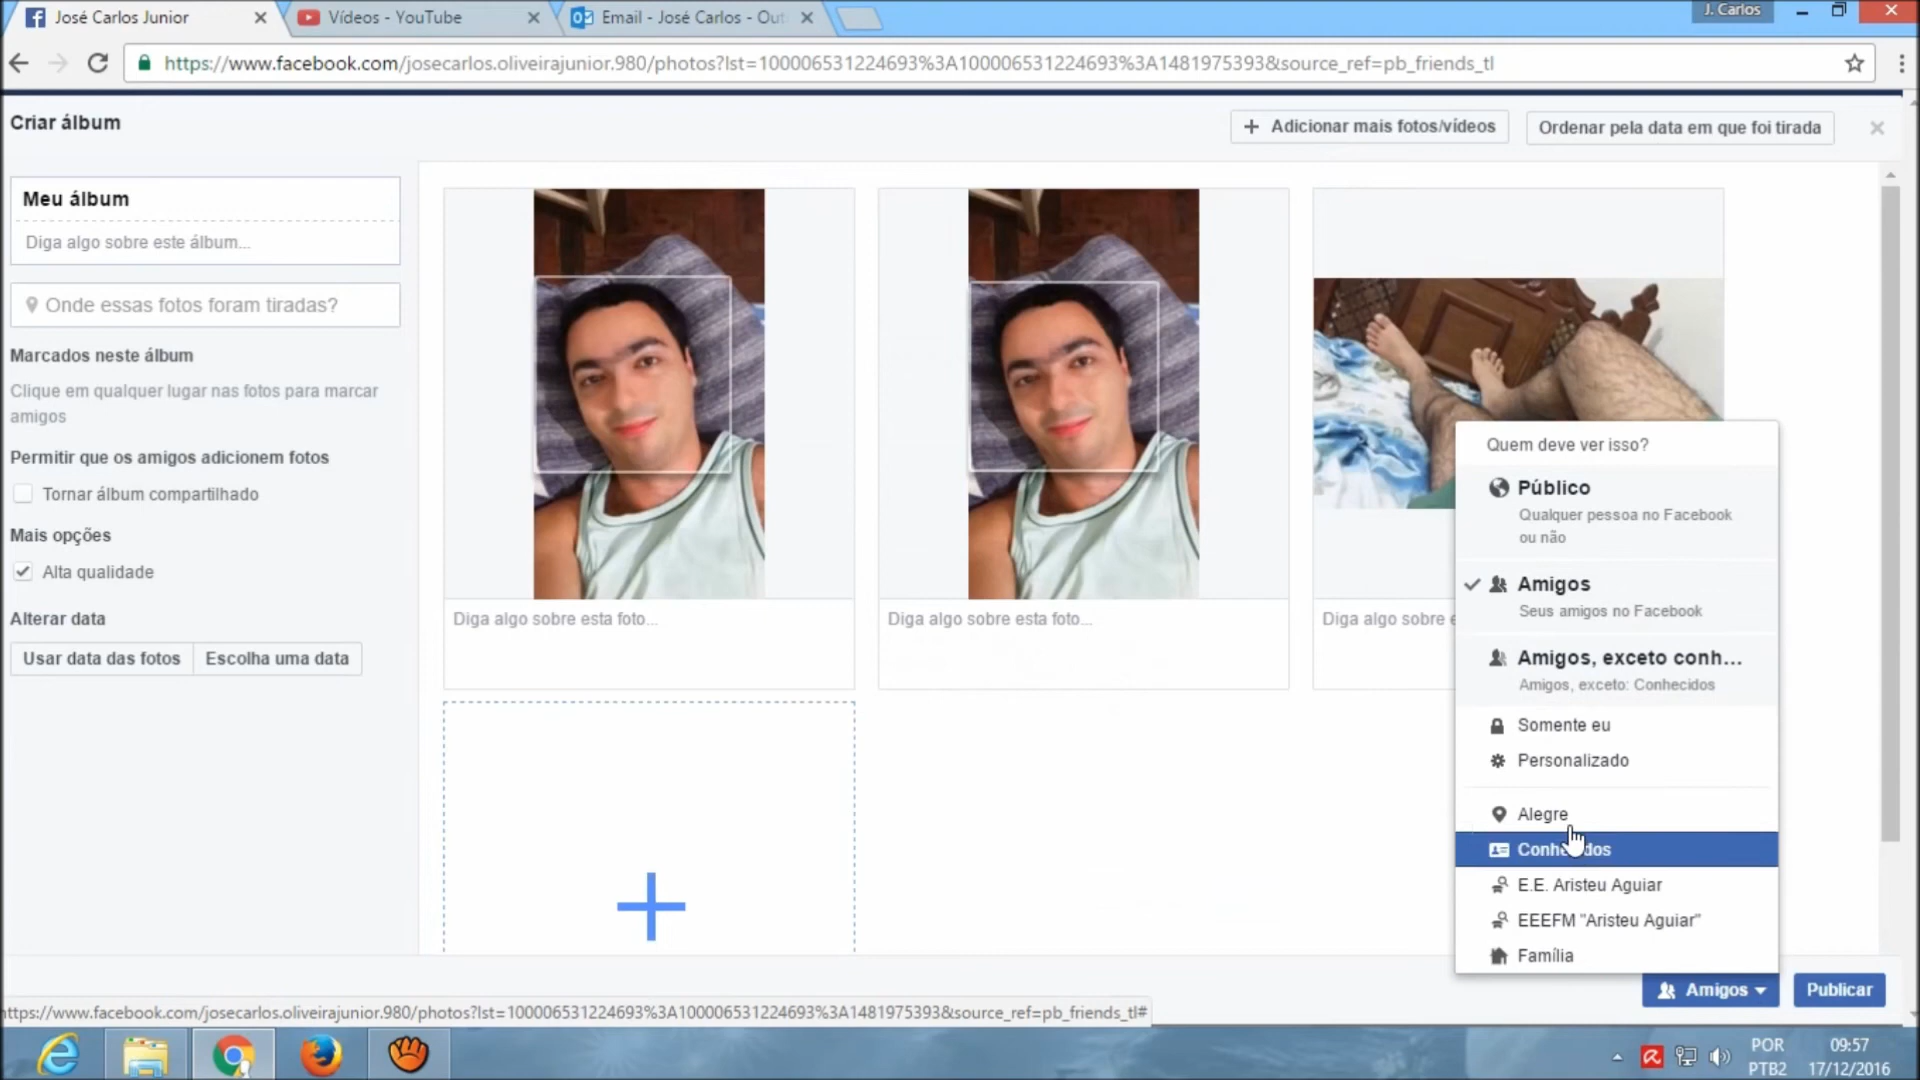 José Carlos Junior
Vídeos - YouTube
Email - José Carlos - Out
J. Carlos
https://www.facebook.com/josecarlos.oliveirajunior.980/photos?lst=100006531224693%3A100006531224693%3A1481975393&source_ref=pb_friends_tl
Criar álbum
Adicionar mais fotos/vídeos
Ordenar pela data em que foi tirada
Meu álbum
Diga algo sobre este álbum...
Onde essas fotos foram tiradas?
Marcados neste álbum
Clique em qualquer lugar nas fotos para marcar
amigos
Permitir que os amigos adicionem fotos
Tornar álbum compartilhado
Mais opções
Alta qualidade
Alterar data
Usar data das fotos
Escolha uma data
Diga algo sobre esta foto...
Diga algo sobre esta foto...
Diga algo sobre e
Quem deve ver isso?
Público
Qualquer pessoa no Facebook
ou não
Amigos
Seus amigos no Facebook
Amigos, exceto conh...
Amigos, exceto: Conhecidos
Somente eu
Personalizado
Alegre
Conhecidos
E.E. Aristeu Aguiar
EEEFM "Aristeu Aguiar"
Família
Amigos
Publicar
ttps://www.facebook.com/josecarlos.oliveirajunior.980/photos?lst=100006531224693%3A100006531224693%3A1481975393&source_ref=pb_friends_tl#
POR
PTB2
09:57
17/12/2016